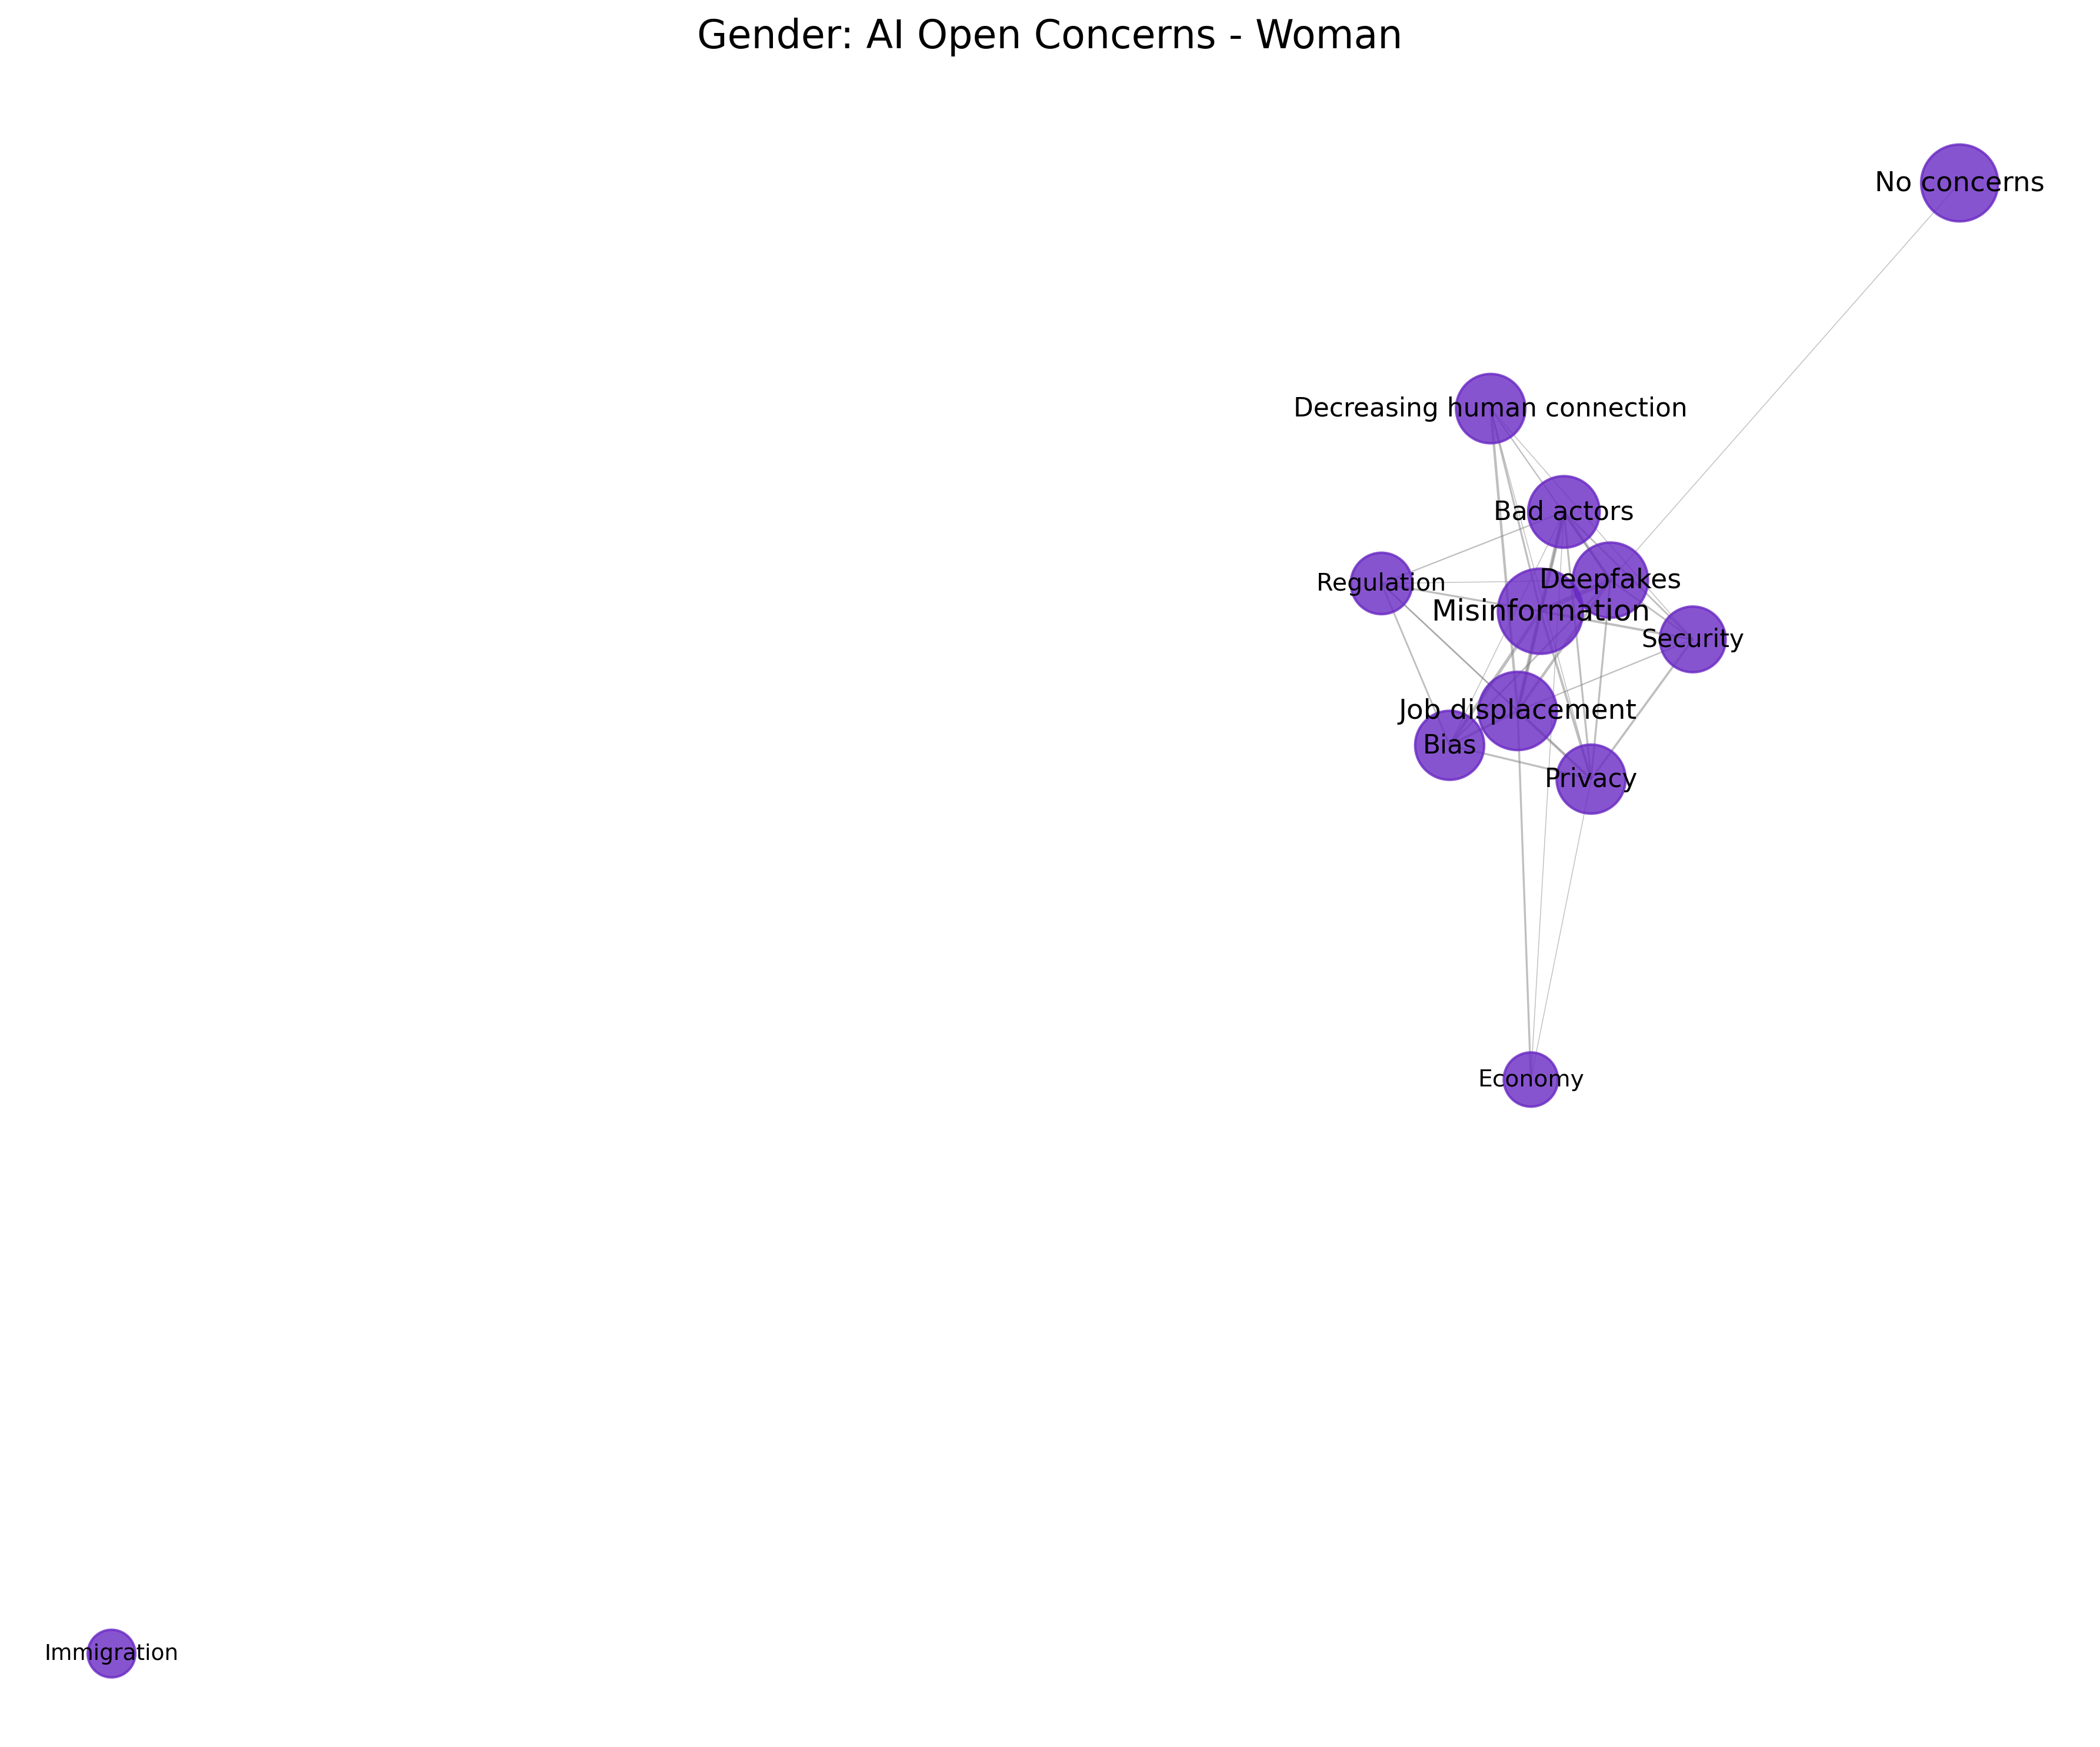 Gender: AI Open Concerns - Woman
No concerns
Decreasing human connection
Bad actors
Deepfakes
Regulation
Misinformation
Security
Job displacement
Bias
Privacy
Economy
Immigration